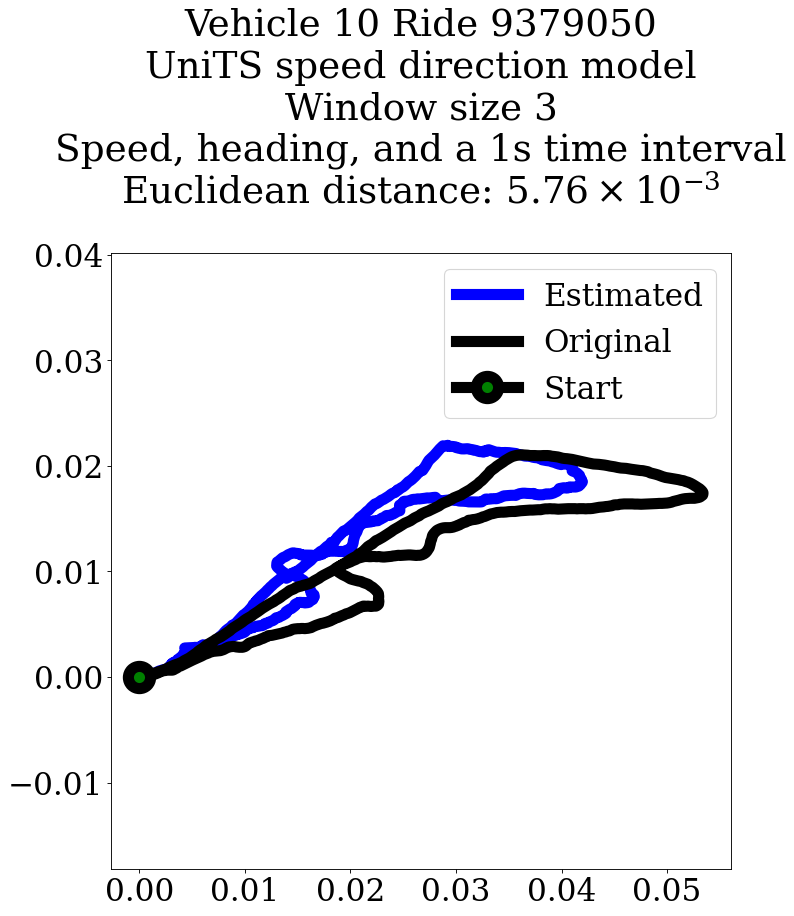 Vehicle 10 Ride 9379050
UniTS speed direction model
Window size 3
Speed, heading, and a 1s time interval
Euclidean distance: 5.76 × 10⁻³
0.04
0.03
0.02
0.01
0.00
−0.01
Estimated
Original
Start
0.00 0.01 0.02 0.03 0.04 0.05